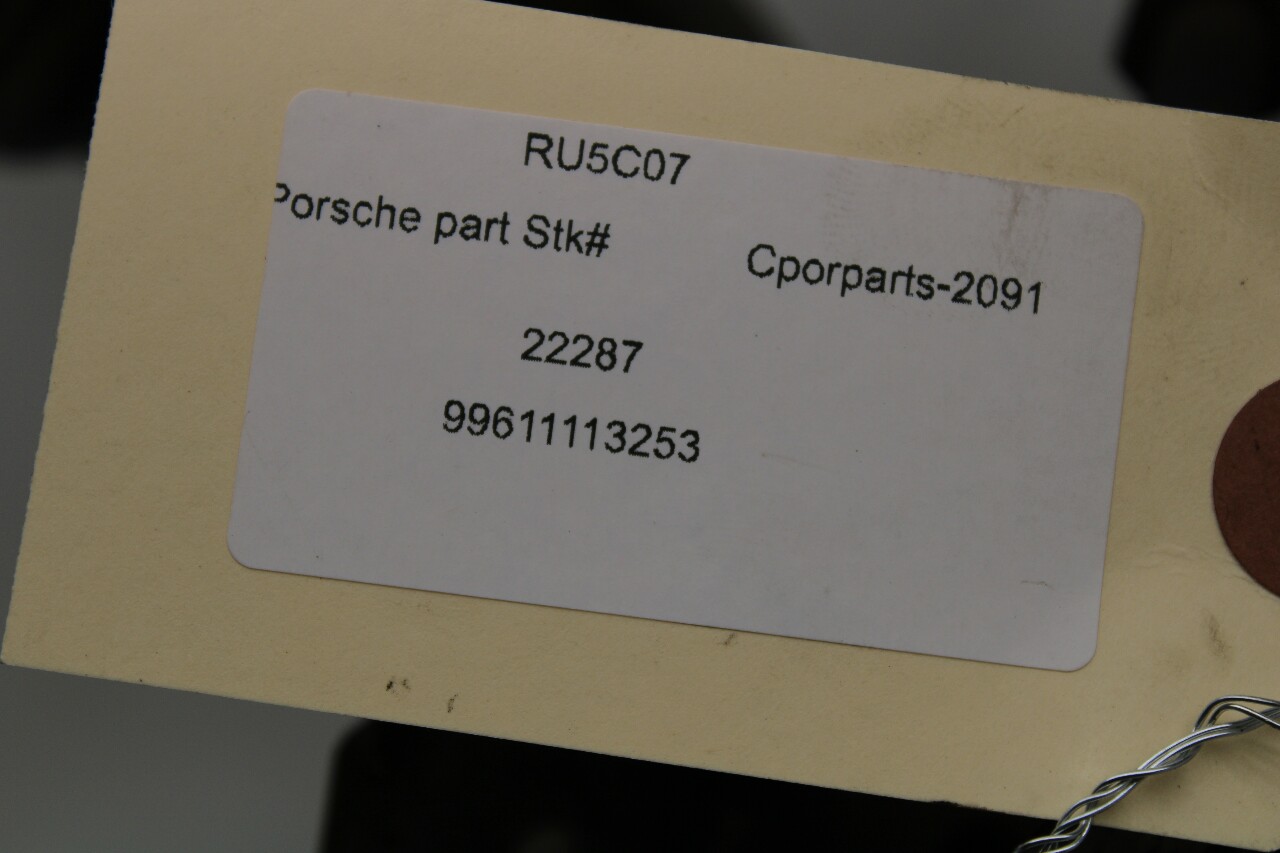 RU5C07
Porsche part Stk#
Cporparts-2091
22287
99611113253